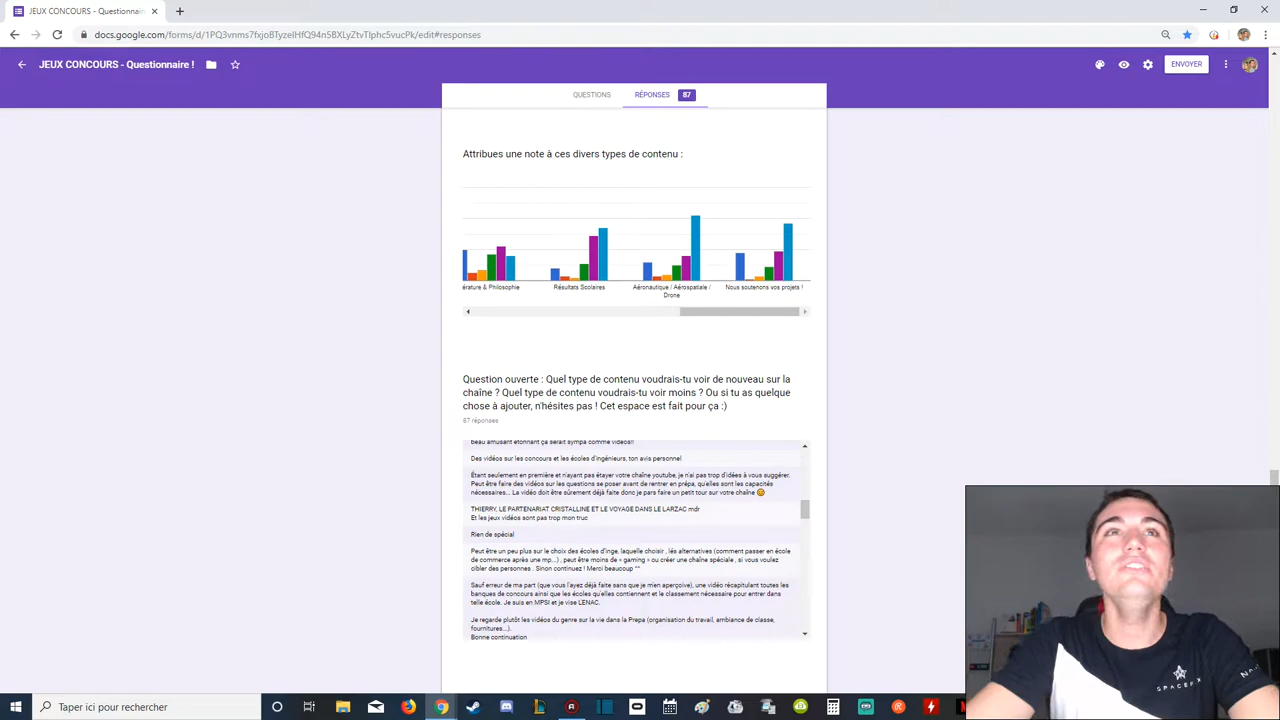 JEUX CONCOURS - Questionnaire
docs.google.com/forms/d/1PQ3vnms7fxjoBTyzeIHfQ94n5BXLyZtvTlphc5vucPk/edit#responses
JEUX CONCOURS - Questionnaire !
ENVOYER
QUESTIONS
RÉPONSES
87
Attribues une note à ces divers types de contenu :
érature & Philosophie
Résultats Scolaires
Aéronautique / Aérospatiale /
Drone
Nous soutenons vos projets !
Question ouverte : Quel type de contenu voudrais-tu voir de nouveau sur la
chaîne ? Quel type de contenu voudrais-tu voir moins ? Ou si tu as quelque
chose à ajouter, n'hésites pas ! Cet espace est fait pour ça :)
87 réponses
beau amusant étonnant ça serait sympa comme vidéos!!
Des vidéos sur les concours et les écoles d'ingénieurs, ton avis personnel
Étant seulement en première et n'ayant pas étayer votre chaîne youtube, je n'ai pas trop d'idées à vous suggérer.
Peut être faire des vidéos sur les questions se poser avant de rentrer en prépa, qu'elles sont les capacités
nécessaires... La vidéo doit être sûrement déjà faite donc je pars faire un petit tour sur votre chaîne 😊
THIERRY, LE PARTENARIAT CRISTALLINE ET LE VOYAGE DANS LE LARZAC mdr
Et les jeux vidéos sont pas trop mon truc
Rien de spécial
Peut être un peu plus sur le choix des écoles d'inge, laquelle choisir , lés alternatives (comment passer en école
de commerce après une mp...) , peut être moins de « gaming » ou créer une chaîne spéciale , si vous voulez
cibler des personnes . Sinon continuez ! Merci beaucoup ^^
Sauf erreur de ma part (que vous l'ayez déjà faite sans que je m'en aperçoive), une vidéo récapitulant toutes les
banques de concours ainsi que les écoles qu'elles contiennent et le classement nécessaire pour entrer dans
telle école. Je suis en MPSI et je vise LENAC.
Je regarde plutôt les vidéos du genre sur la vie dans la Prepa (organisation du travail, ambiance de classe,
fournitures...).
Bonne continuation
SPACEX
Taper ici pour rechercher